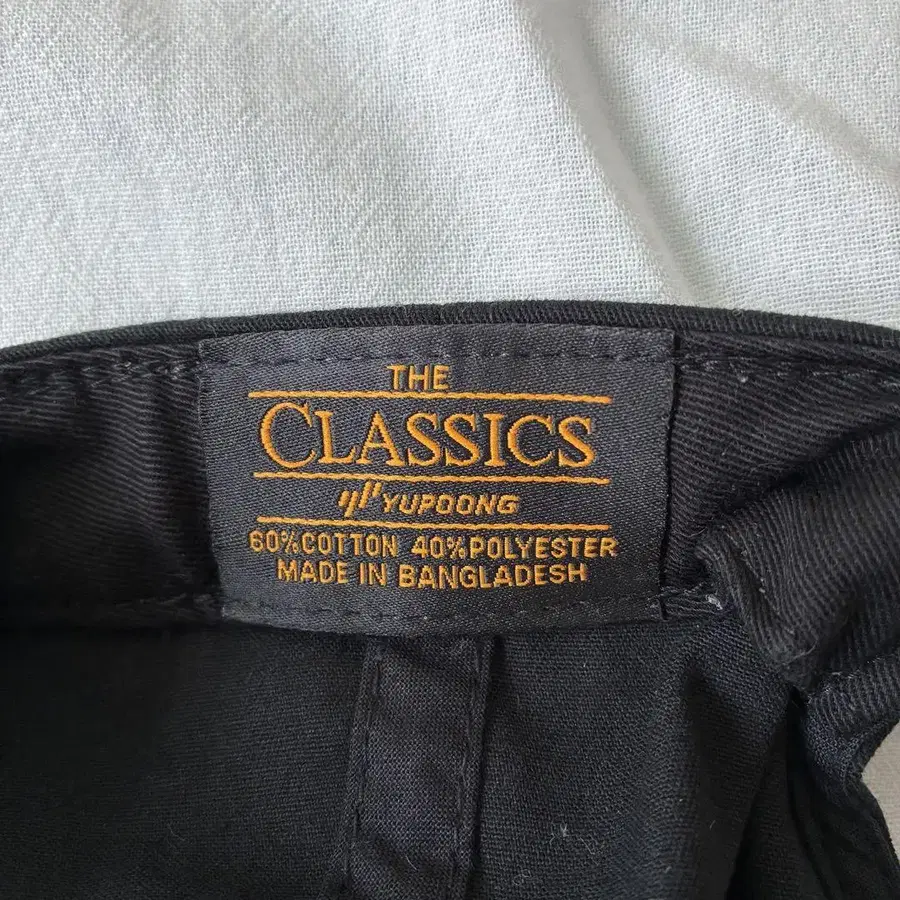 THE
CLASSICS
YUPOONG
60%COTTON 40%POLYESTER
MADE IN BANGLADESH